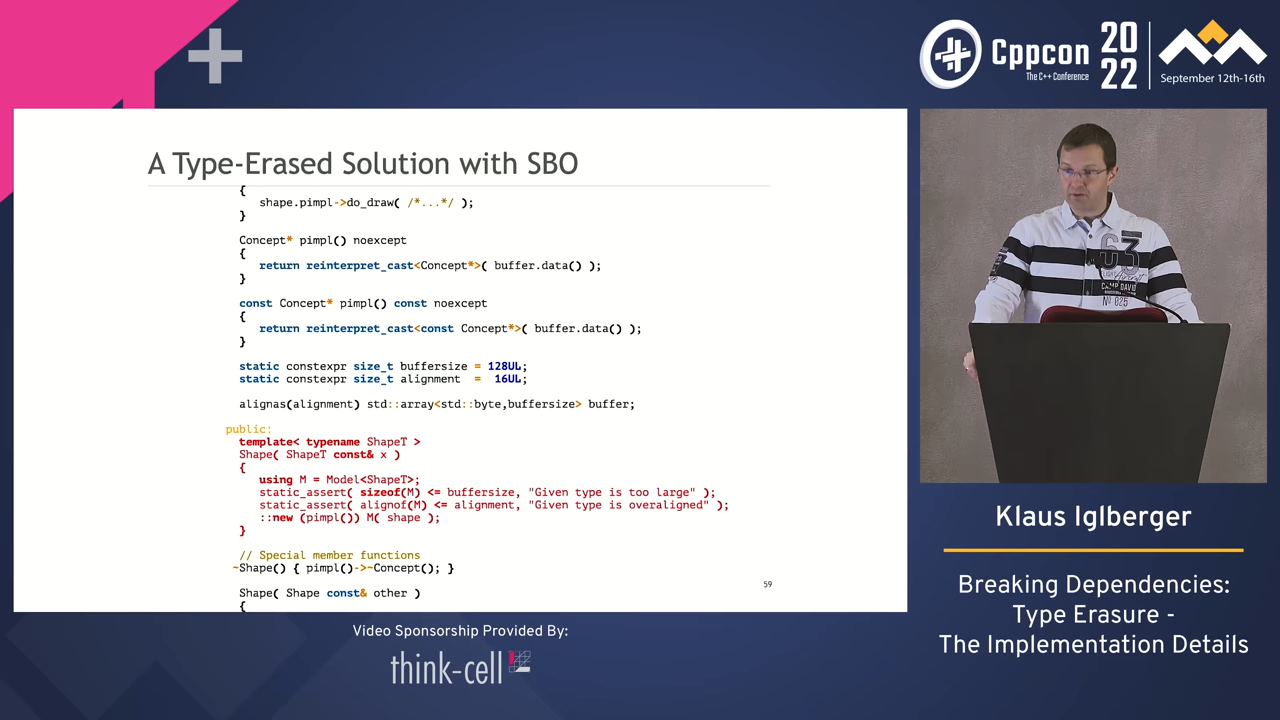 Cppcon
The C++ Conference
20
22
September 12th-16th
A Type-Erased Solution with SBO
{
shape.pimpl->do_draw( /*...*/ );
}
Concept* pimpl() noexcept
{
return reinterpret_cast<Concept*>( buffer.data() );
}
const Concept* pimpl() const noexcept
{
return reinterpret_cast<const Concept*>( buffer.data() );
}
static constexpr size_t buffersize = 128UL;
static constexpr size_t alignment = 16UL;
alignas(alignment) std::array<std::byte,buffersize> buffer;
public:
template< typename ShapeT >
Shape( ShapeT const& x )
{
using M = Model<ShapeT>;
static_assert( sizeof(M) <= buffersize, "Given type is too large" );
static_assert( alignof(M) <= alignment, "Given type is overaligned" );
::new (pimpl()) M( shape );
}
// Special member functions
~Shape() { pimpl()->~Concept(); }
Shape( Shape const& other )
{
59
63
CAMP DAVID
Nº 025
Klaus Iglberger
Breaking Dependencies:
Type Erasure -
The Implementation Details
Video Sponsorship Provided By:
think-cell